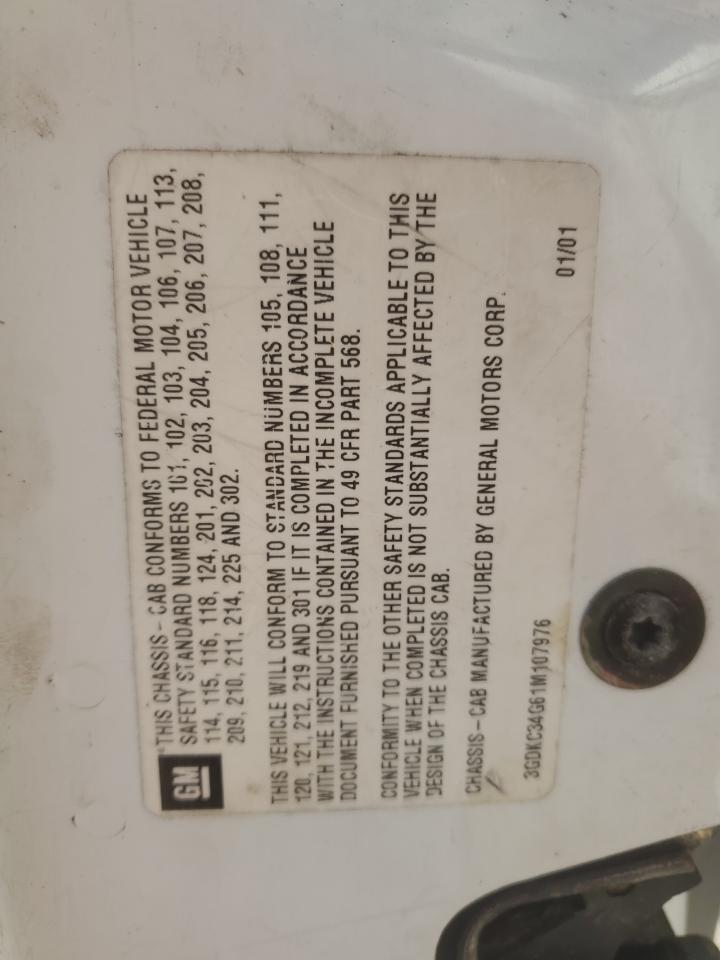 GM
"THIS CHASSIS-CAB CONFORMS TO FEDERAL MOTOR VEHICLE
SAFETY STANDARD NUMBERS 101, 102, 103, 104, 106, 107, 113,
114, 115, 116, 118, 124, 201, 202, 203, 204, 205, 206, 207, 208,
209, 210, 211, 214, 225 AND 302.
THIS VEHICLE WILL CONFORM TO STANDARD NUMBERS 105, 108, 111,
120, 121, 212, 219 AND 301 IF IT IS COMPLETED IN ACCORDANCE
WITH THE INSTRUCTIONS CONTAINED IN THE INCOMPLETE VEHICLE
DOCUMENT FURNISHED PURSUANT TO 49 CFR PART 568.
CONFORMITY TO THE OTHER SAFETY STANDARDS APPLICABLE TO THIS
VEHICLE WHEN COMPLETED IS NOT SUBSTANTIALLY AFFECTED BY THE
DESIGN OF THE CHASSIS CAB.
CHASSIS-CAB MANUFACTURED BY GENERAL MOTORS CORP.
3GDKC34G61M107976 01/01